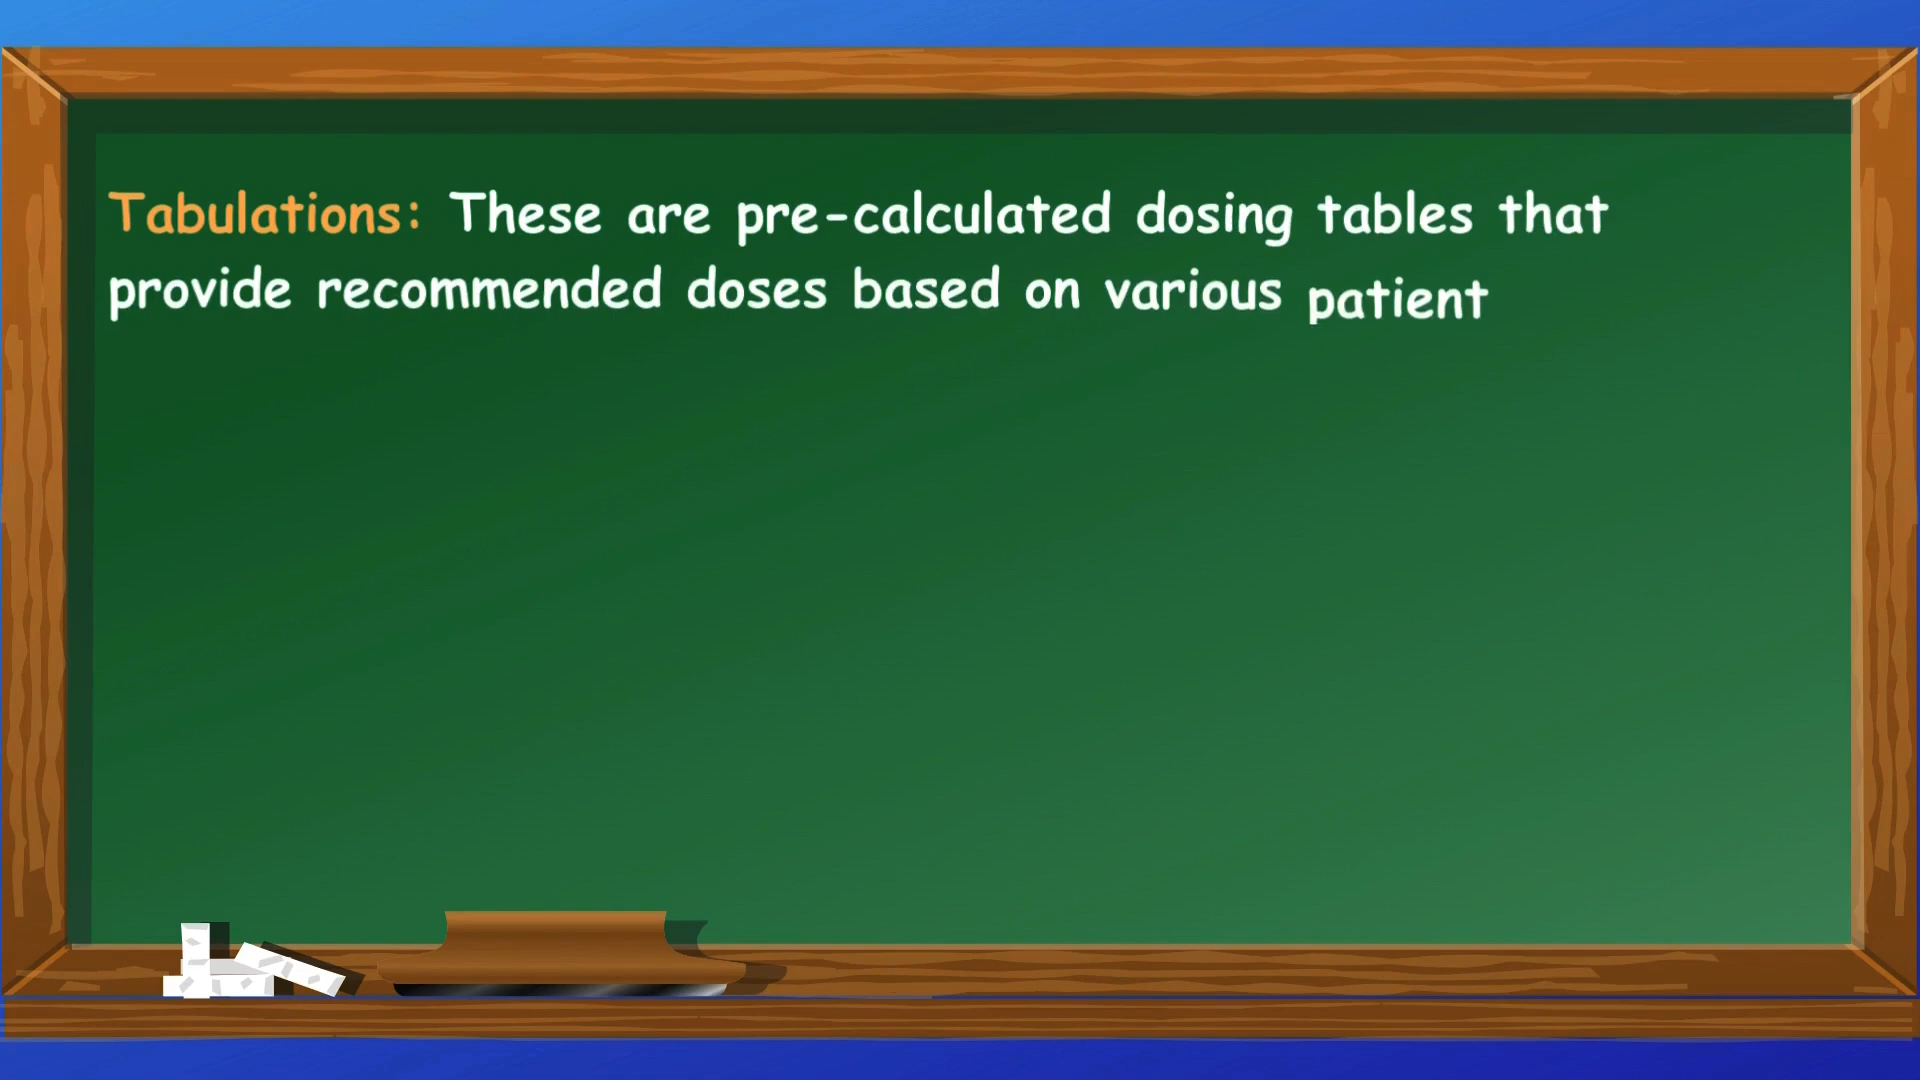 Tabulations: These are pre-calculated dosing tables that
provide recommended doses based on various patient